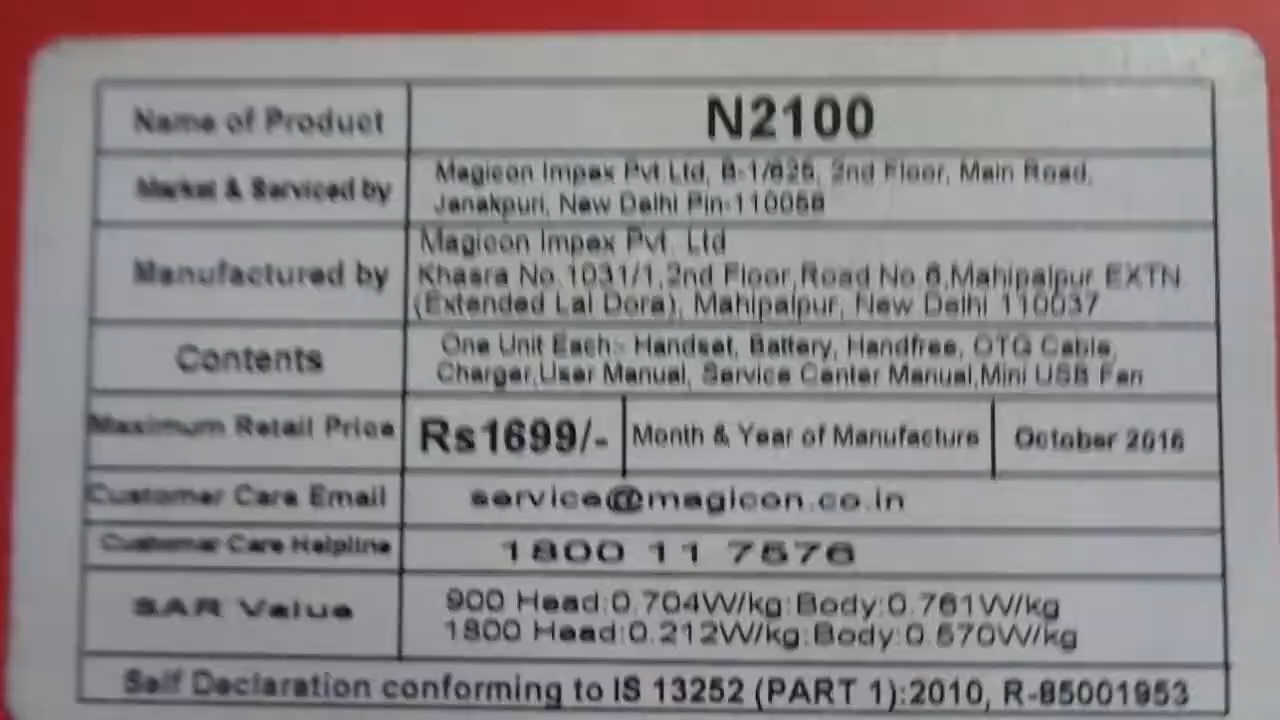 Name of Product N2100
Market & Serviced by Magicon Impex Pvt Ltd, B-1/625, 2nd Floor, Main Road,
Janakpuri, New Delhi Pin-110058
Magicon Impex Pvt. Ltd
Manufactured by Khasra No.1031/1,2nd Floor,Road No.6,Mahipalpur EXTN.
(Extended Lal Dora), Mahipalpur, New Delhi 110037
Contents One Unit Each:- Handset, Battery, Handfree, OTG Cable,
Charger,User Manual, Service Center Manual,Mini USB Fan
Maximum Retail Price Rs1699/- Month & Year of Manufacture October 2016
Customer Care Email service@magicon.co.in
Customer Care Helpline 1800 11 7576
SAR Value 900 Head:0.704W/kg:Body:0.761W/kg
1800 Head:0.212W/kg:Body:0.570W/kg
Self Declaration conforming to IS 13252 (PART 1):2010, R-85001953